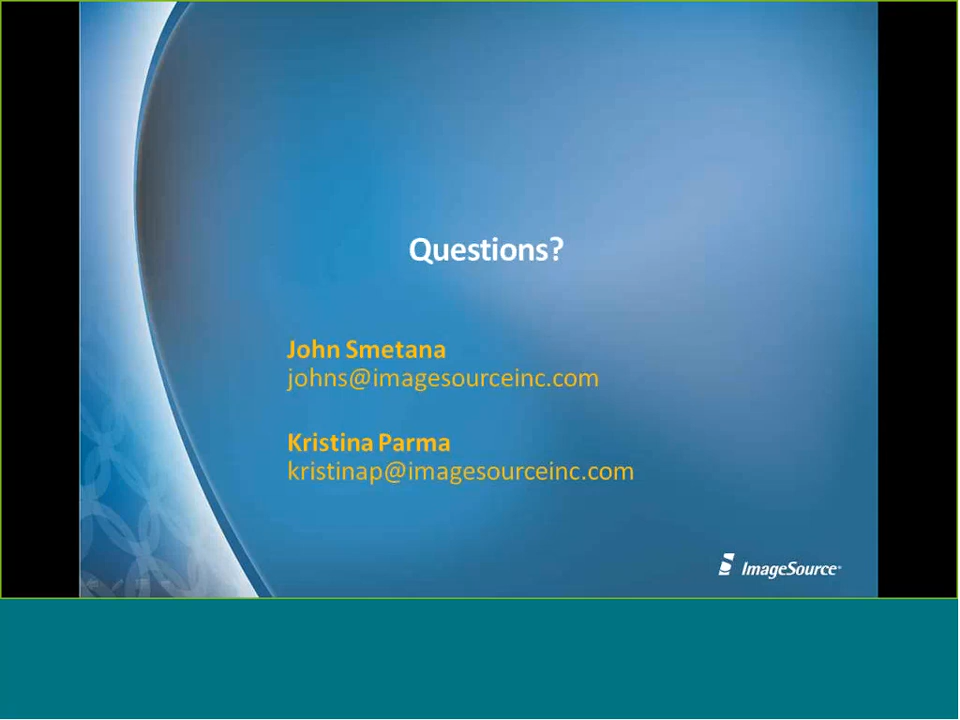 Questions?
John Smetana
johns@imagesourceinc.com
Kristina Parma
kristinap@imagesourceinc.com
ImageSource